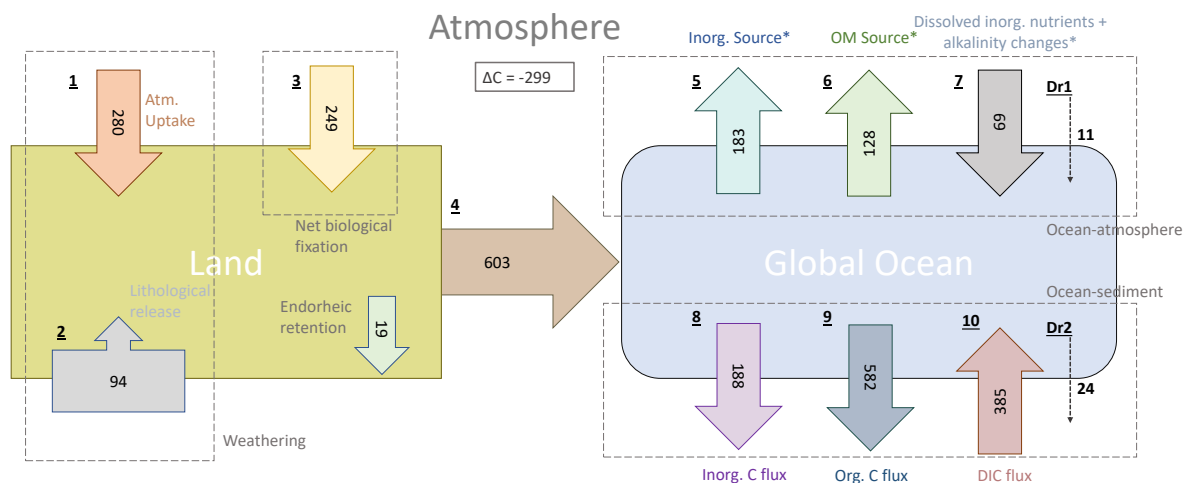 Atmosphere
ΔC = -299
1
Atm.
Uptake
280
3
249
Net biological
fixation
Land
Lithological
release
2
94
Endorheic
retention
19
Weathering
4
603
Inorg. Source*
OM Source*
Dissolved inorg. nutrients +
alkalinity changes*
5
183
6
128
7
69
Dr1
11
Ocean-atmosphere
Global Ocean
Ocean-sediment
8
188
9
582
10
385
Dr2
24
Inorg. C flux
Org. C flux
DIC flux